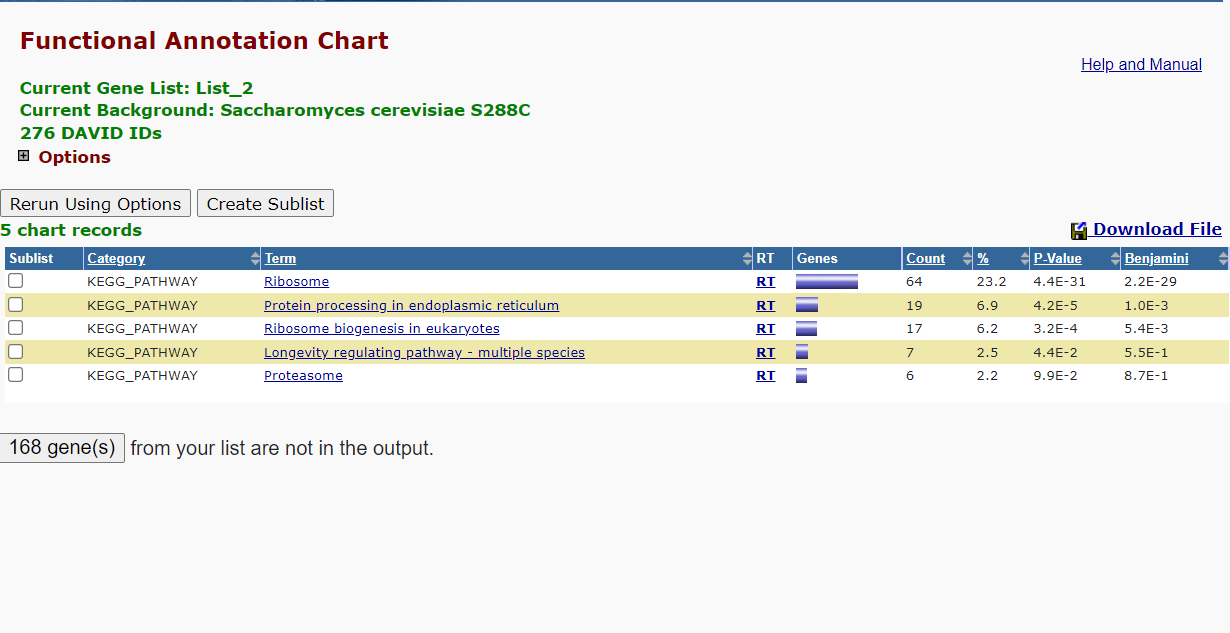 Functional Annotation Chart
Help and Manual
Current Gene List: List_2
Current Background: Saccharomyces cerevisiae S288C
276 DAVID IDs
Options
Rerun Using Options Create Sublist
5 chart records
Download File
Sublist Category Term RT Genes Count % P-Value Benjamini
KEGG_PATHWAY Ribosome RT 64 23.2 4.4E-31 2.2E-29
KEGG_PATHWAY Protein processing in endoplasmic reticulum RT 19 6.9 4.2E-5 1.0E-3
KEGG_PATHWAY Ribosome biogenesis in eukaryotes RT 17 6.2 3.2E-4 5.4E-3
KEGG_PATHWAY Longevity regulating pathway - multiple species RT 7 2.5 4.4E-2 5.5E-1
KEGG_PATHWAY Proteasome RT 6 2.2 9.9E-2 8.7E-1
168 gene(s) from your list are not in the output.